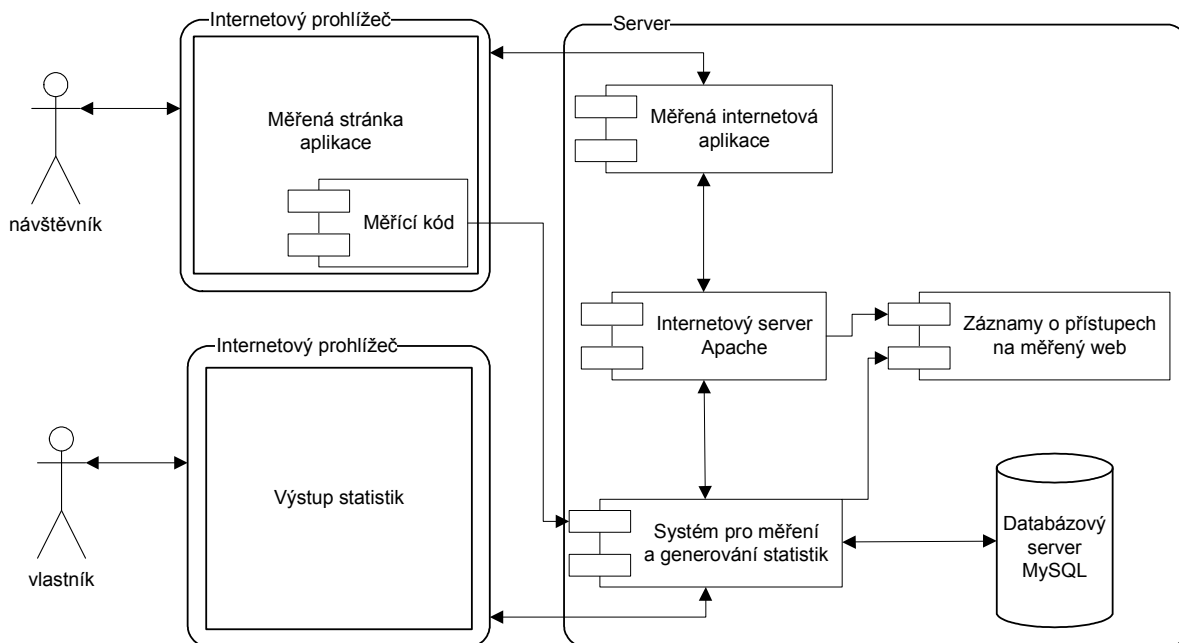 Internetový prohlížeč
Měřená stránka
aplikace
Měřící kód
návštěvník
Internetový prohlížeč
Výstup statistik
vlastník
Server
Měřená internetová
aplikace
Internetový server
Apache
Záznamy o přístupech
na měřený web
Systém pro měření
a generování statistik
Databázový
server
MySQL